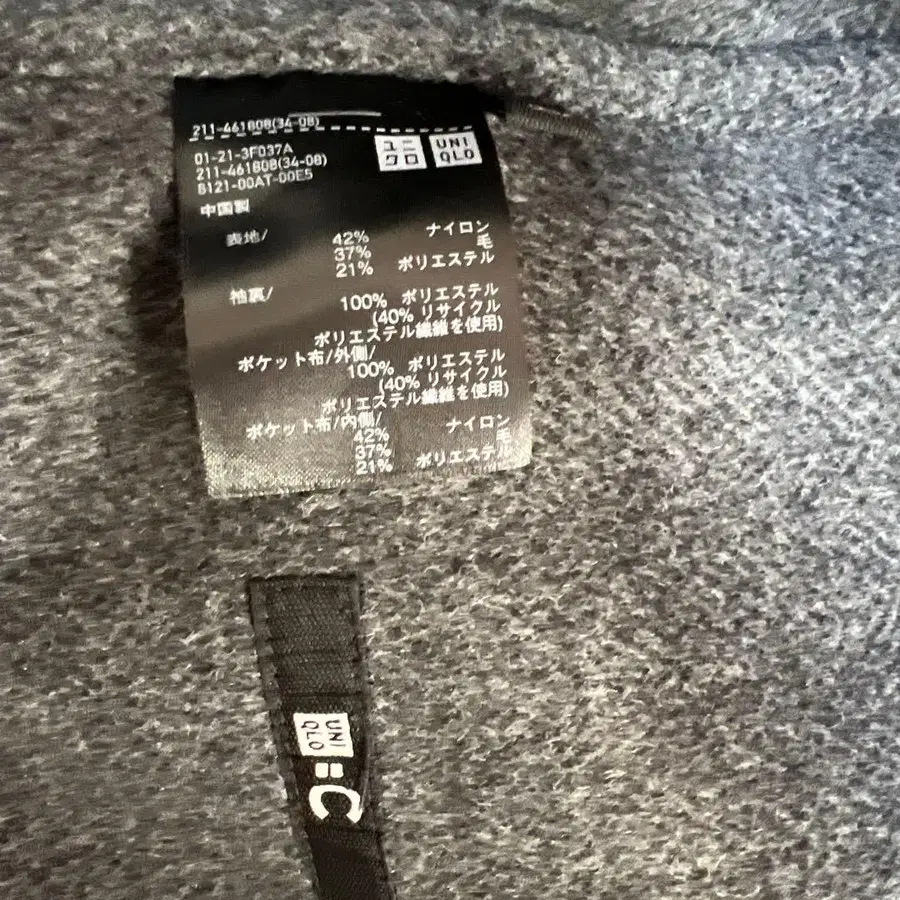 211-461808(34-08)
ユニ
クロ
UNI
QLO
01-21-3F037A
211-461808(34-08)
8121-00AT-00E5
中国製
表地/ 42% ナイロン
37% 毛
21% ポリエステル
袖裏/ 100% ポリエステル
(40% リサイクル
ポリエステル繊維を使用)
ポケット布/外側/
100% ポリエステル
(40% リサイクル
ポリエステル繊維を使用)
ポケット布/内側/
42% ナイロン
37% 毛
21% ポリエステル
UNI
QLO
: C